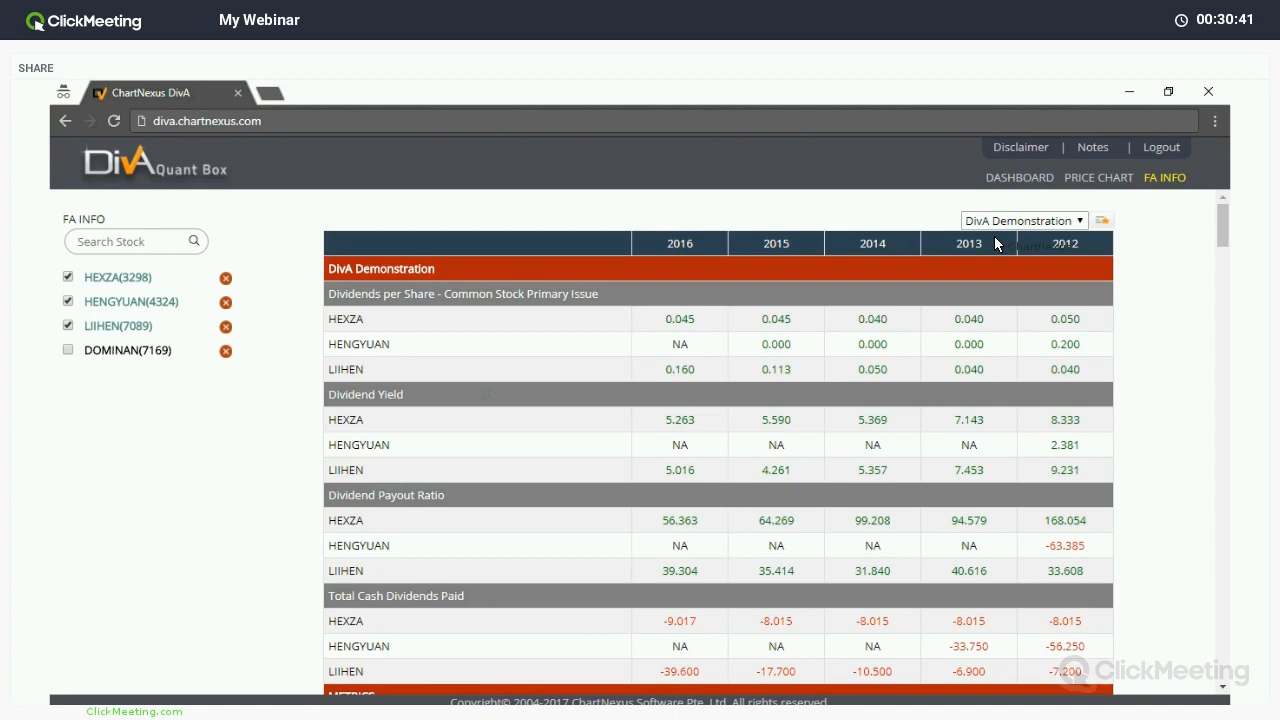 ClickMeeting My Webinar 00:30:41
SHARE
ChartNexus DivA
diva.chartnexus.com
DivA Quant Box
Disclaimer | Notes | Logout
DASHBOARD PRICE CHART FA INFO
FA INFO
Search Stock
HEXZA(3298)
HENGYUAN(4324)
LIIHEN(7089)
DOMINAN(7169)
DivA Demonstration
2016 2015 2014 2013 2012
DivA Demonstration
Dividends per Share - Common Stock Primary Issue
HEXZA 0.045 0.045 0.040 0.040 0.050
HENGYUAN NA 0.000 0.000 0.000 0.200
LIIHEN 0.160 0.113 0.050 0.040 0.040
Dividend Yield
HEXZA 5.263 5.590 5.369 7.143 8.333
HENGYUAN NA NA NA NA 2.381
LIIHEN 5.016 4.261 5.357 7.453 9.231
Dividend Payout Ratio
HEXZA 56.363 64.269 99.208 94.579 168.054
HENGYUAN NA NA NA NA -63.385
LIIHEN 39.304 35.414 31.840 40.616 33.608
Total Cash Dividends Paid
HEXZA -9.017 -8.015 -8.015 -8.015 -8.015
HENGYUAN NA NA NA -33.750 -56.250
LIIHEN -39.600 -17.700 -10.500 -6.900 -7.200
METRICS
Copyright© 2004-2017 ChartNexus Software Pte. Ltd. All rights reserved.
ClickMeeting
ClickMeeting.com